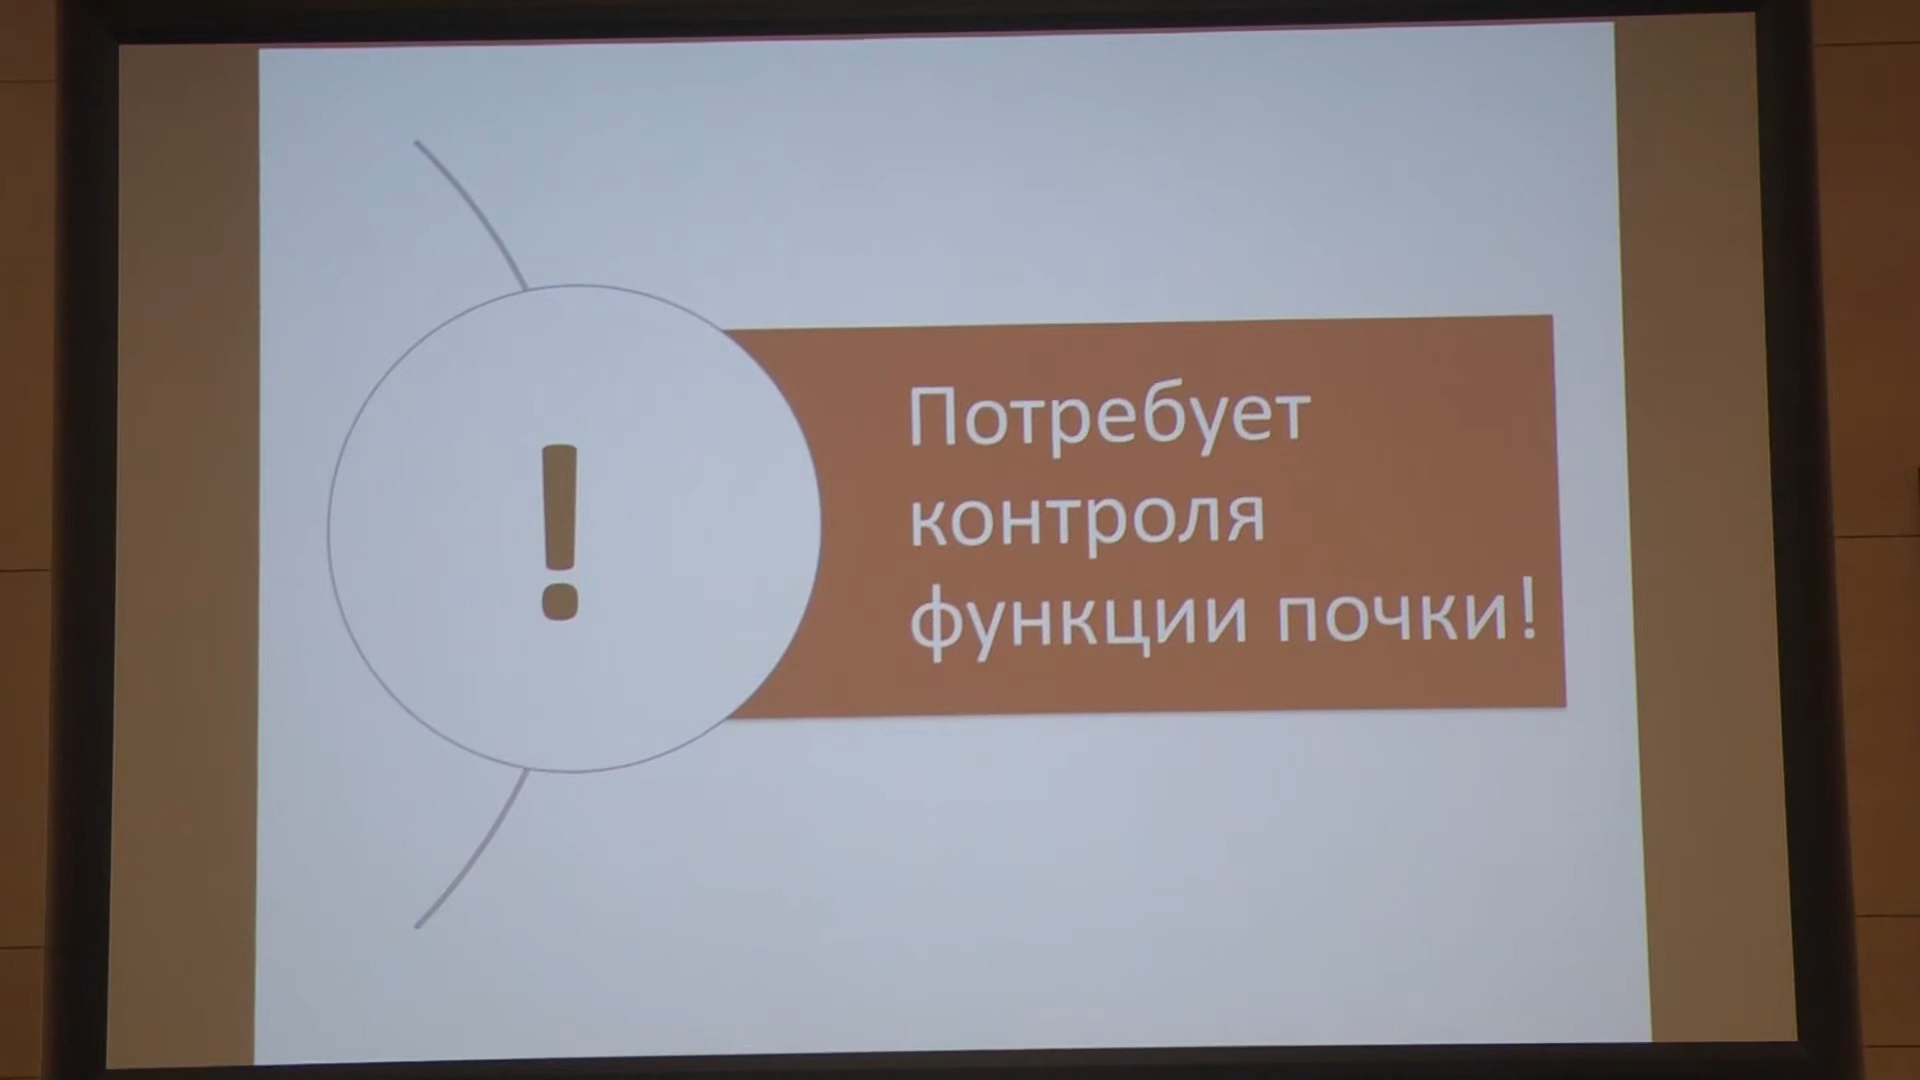 !
Потребует
контроля
функции почки!